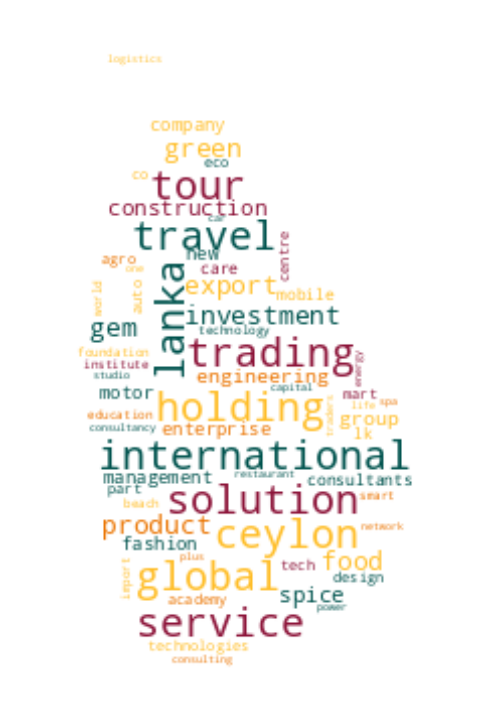 logistics
company
green
eco
co
tour
construction
car
travel
new
centre
agro
one
care
world
auto
lanka
export
mobile
investment
gem
technology
trading
foundation
institute
energy
studio
engineering
capital
motor
mart
spa
holding
life
traders
education
group
consultancy
enterprise
lk
international
management
restaurant
consultants
part
solution
smart
beach
product
ceylon
network
fashion
plus
food
import
global
tech
design
spice
academy
power
service
technologies
consulting